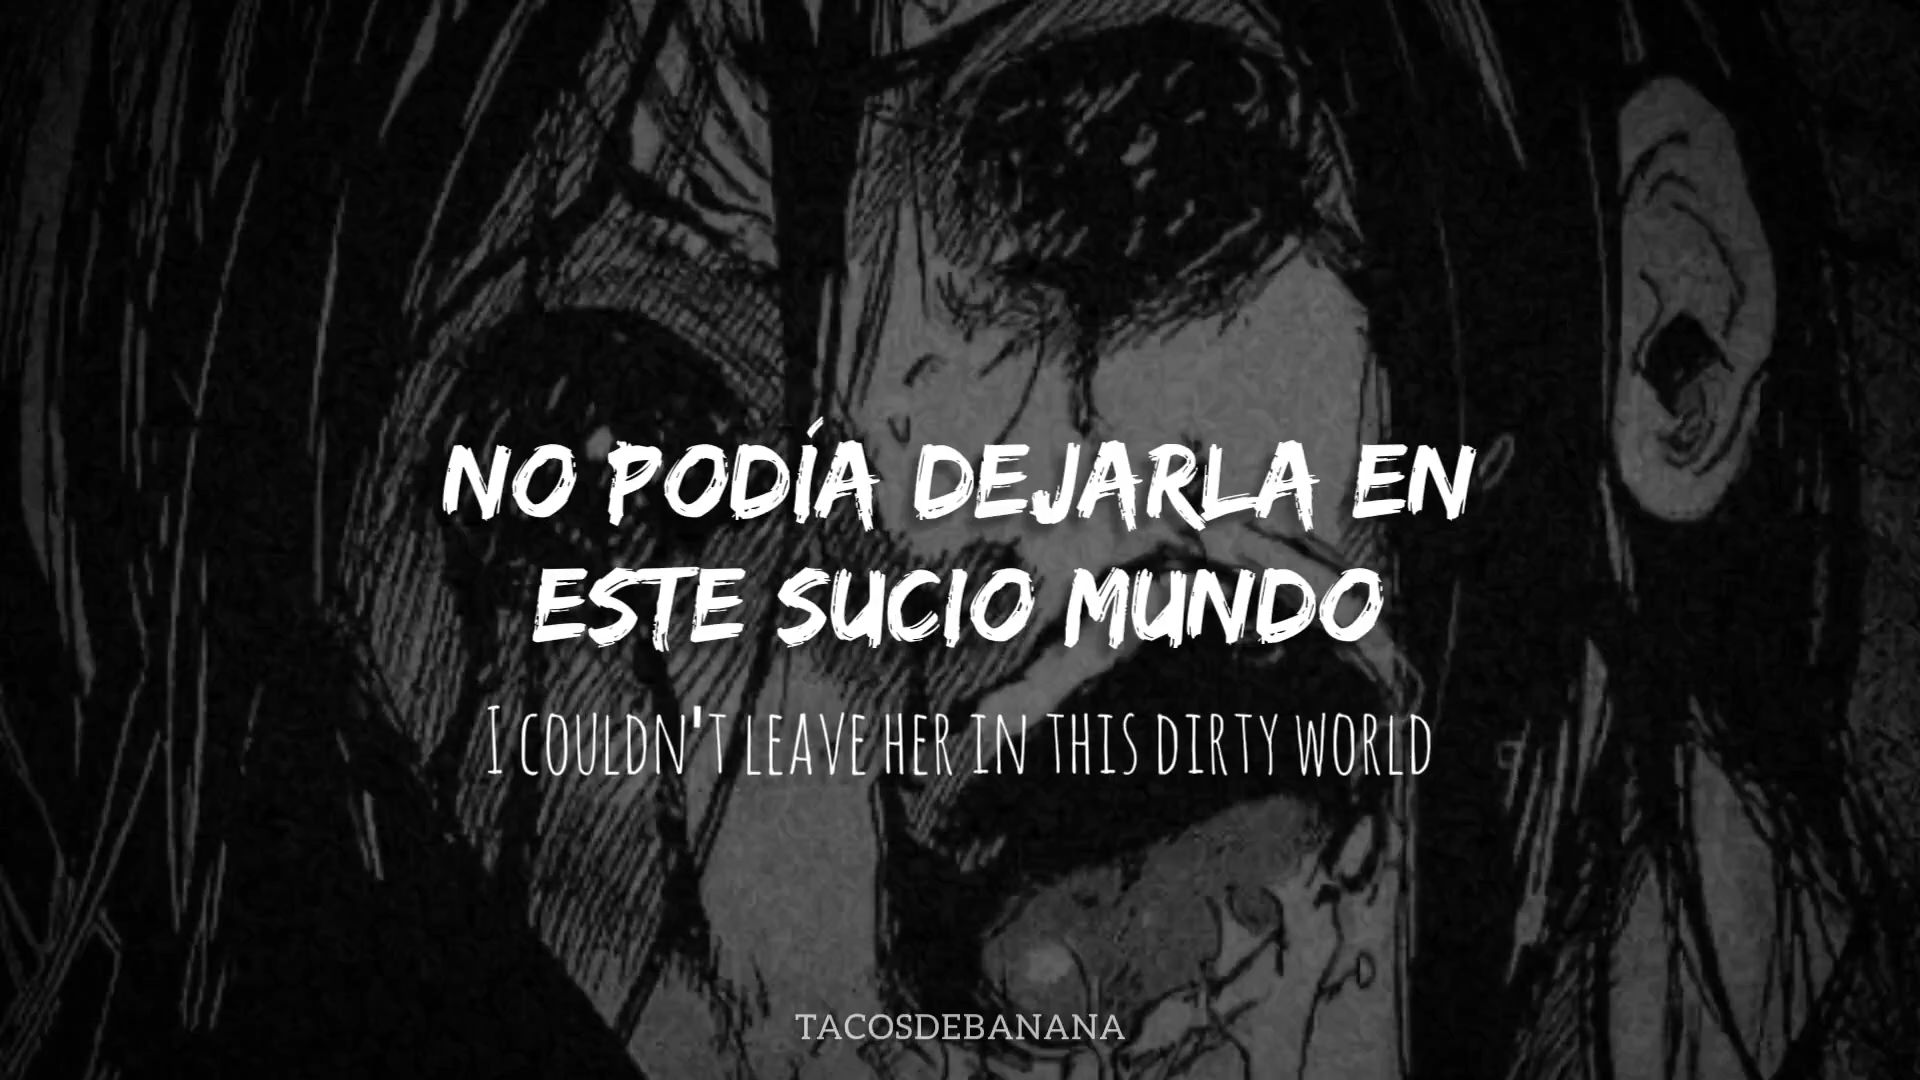 NO PODÍA DEJARLA EN
ESTE SUCIO MUNDO
I COULDN'T LEAVE HER IN THIS DIRTY WORLD
TACOSDEBANANA